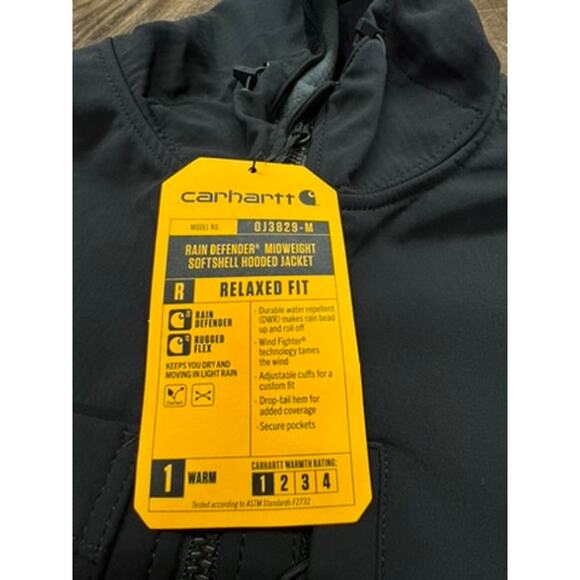 carhartt
MODEL NO. OJ3829-M
RAIN DEFENDER® MIDWEIGHT
SOFTSHELL HOODED JACKET
R RELAXED FIT
RAIN
DEFENDER
RUGGED
FLEX
KEEPS YOU DRY AND
MOVING IN LIGHT RAIN
- Durable water repellent
(DWR) makes rain bead
up and roll off
- Wind Fighter®
technology tames
the wind
- Adjustable cuffs for a
custom fit
- Drop-tail hem for
added coverage
-Secure pockets
1 WARM
CARHARTT WARMTH RATING:
1 2 3 4
Tested according to ASTM Standards F2732